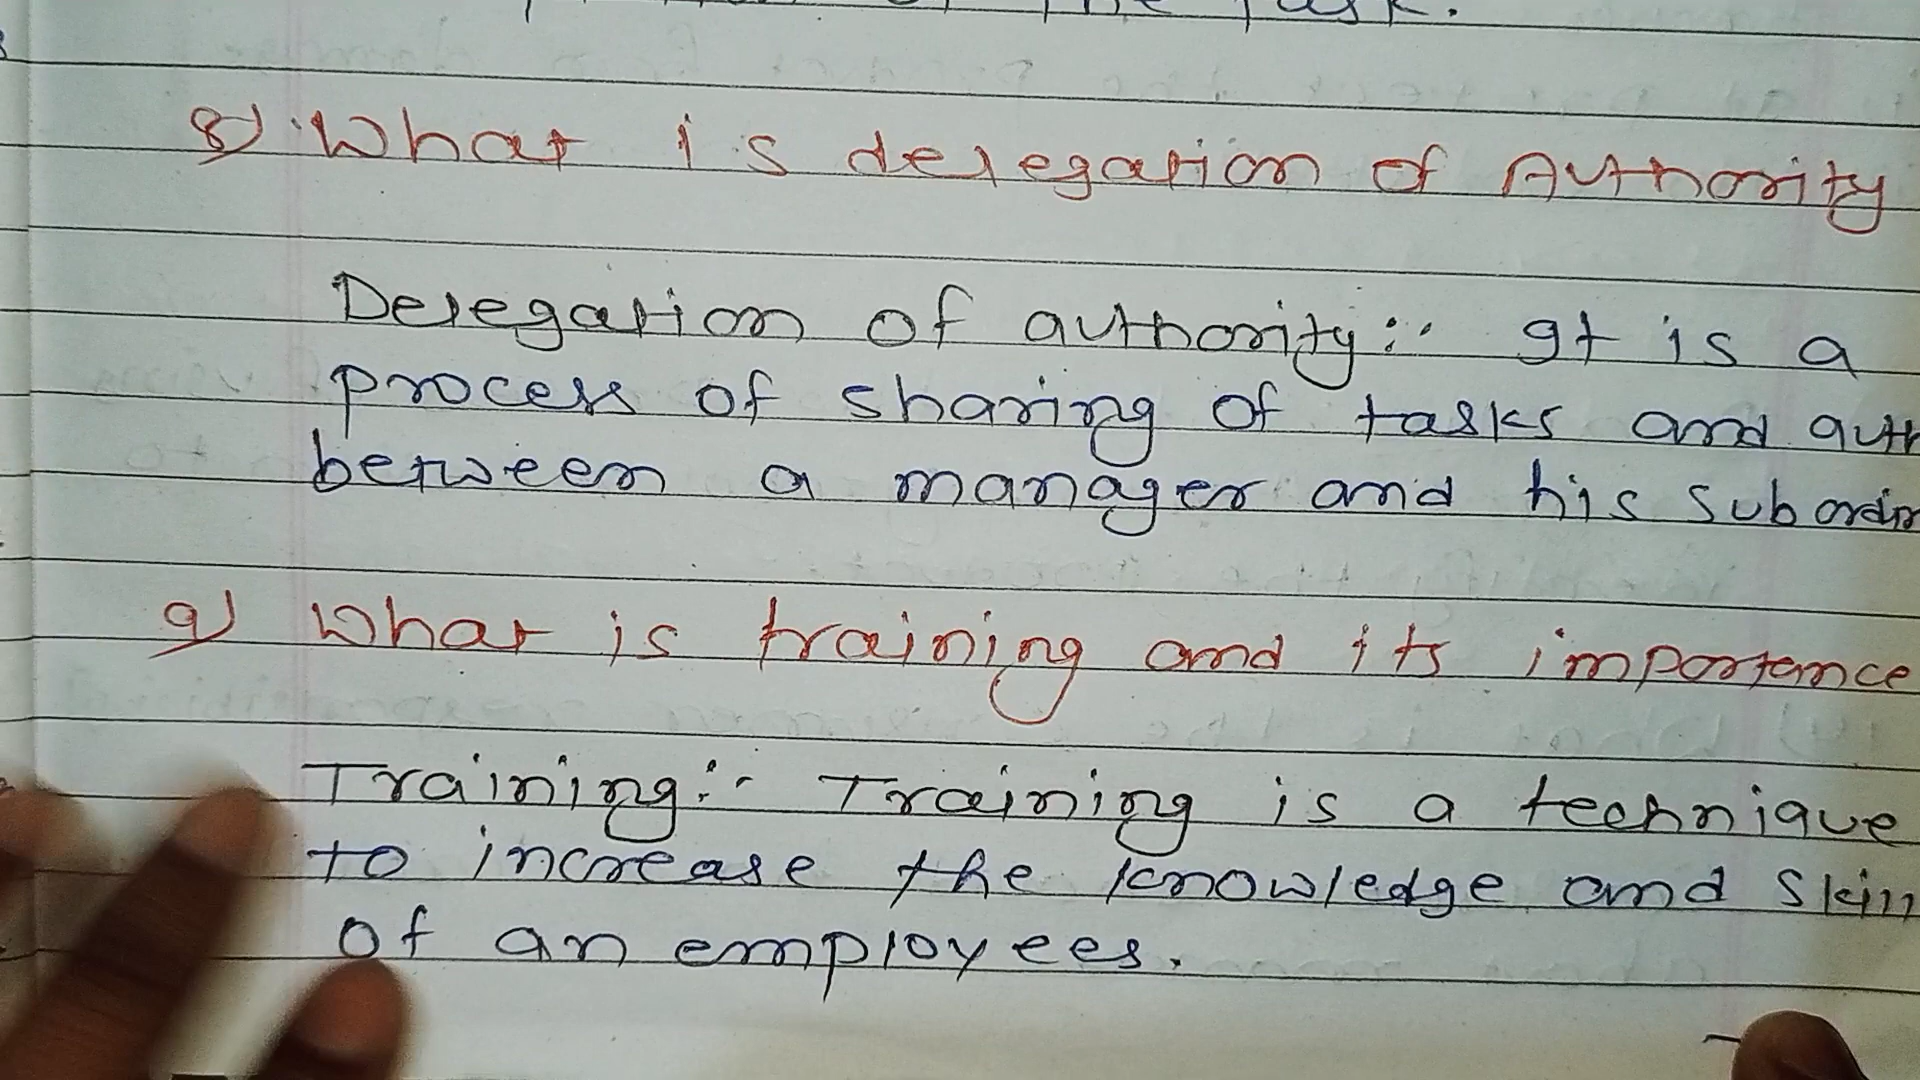 8) What is delegation of Authority
Delegation of authority:- It is a
process of sharing of tasks and auth
between a manager and his subordin
9) What is training and its importance
Training:- Training is a technique
to increase the knowledge and skill
of an employees.